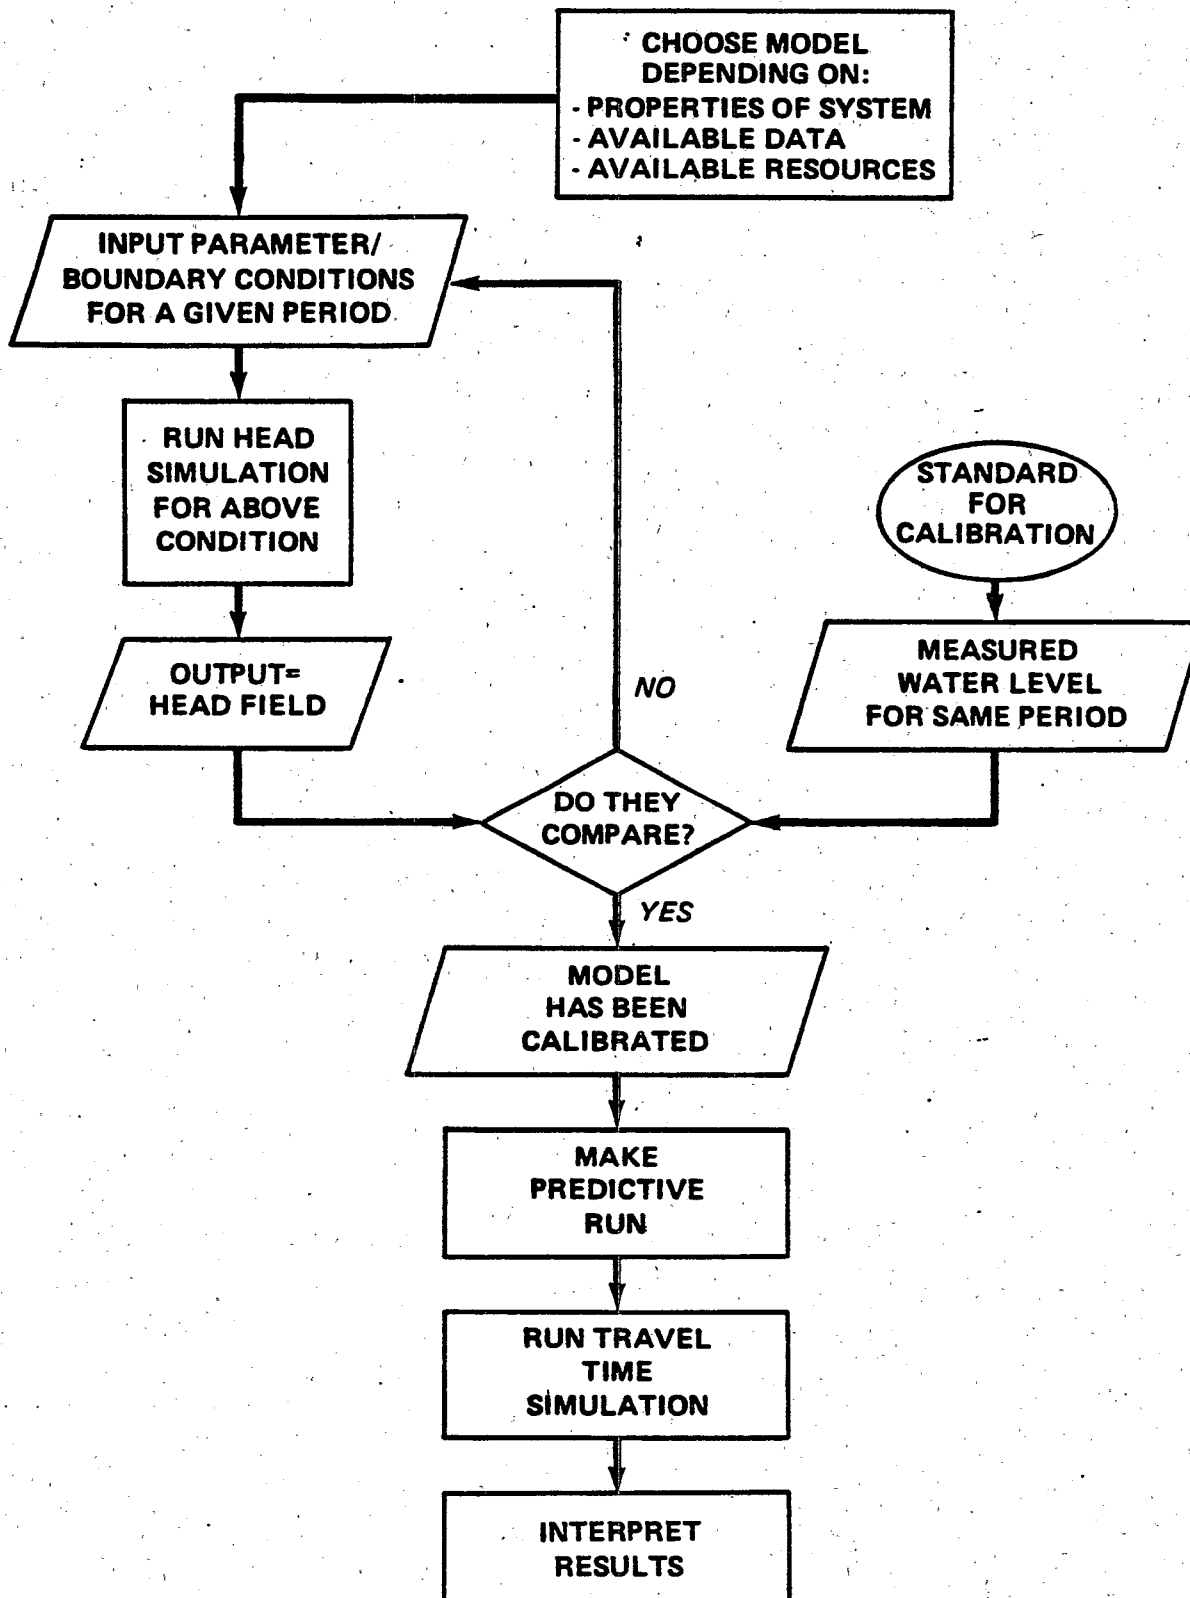 CHOOSE MODEL
DEPENDING ON:
- PROPERTIES OF SYSTEM
- AVAILABLE DATA
- AVAILABLE RESOURCES
INPUT PARAMETER/
BOUNDARY CONDITIONS
FOR A GIVEN PERIOD
RUN HEAD
SIMULATION
FOR ABOVE
CONDITION
STANDARD
FOR
CALIBRATION
OUTPUT=
HEAD FIELD
MEASURED
WATER LEVEL
FOR SAME PERIOD
NO
DO THEY
COMPARE?
YES
MODEL
HAS BEEN
CALIBRATED
MAKE
PREDICTIVE
RUN
RUN TRAVEL
TIME
SIMULATION
INTERPRET
RESULTS